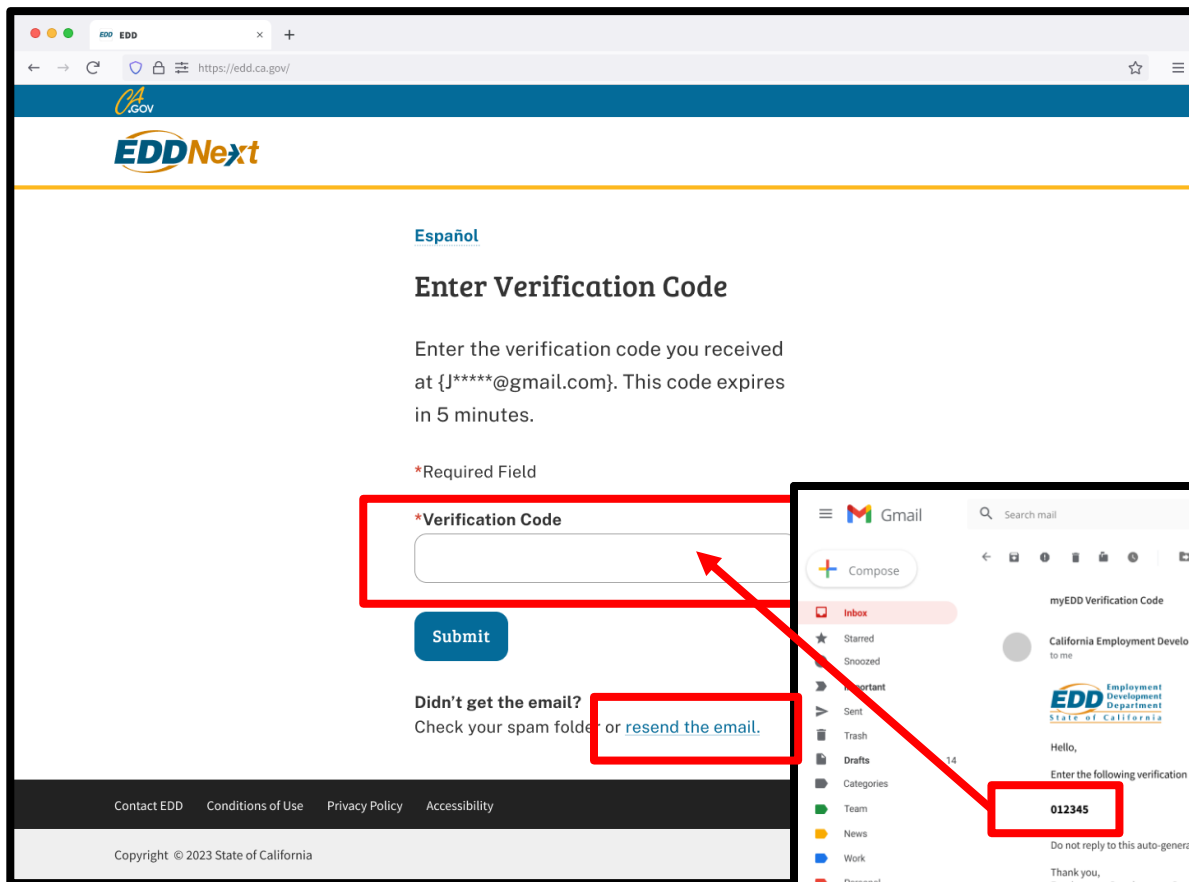 EDD EDD
https://edd.ca.gov/
CA.GOV
EDDNext
Español
Enter Verification Code
Enter the verification code you received
at {J*****@gmail.com}. This code expires
in 5 minutes.
*Required Field
*Verification Code
Submit
Didn't get the email?
Check your spam folder or resend the email.
Contact EDD Conditions of Use Privacy Policy Accessibility
Copyright © 2023 State of California
Gmail
Search mail
Compose
Inbox
Starred
Snoozed
Important
Sent
Trash
Drafts 14
Categories
Team
News
Work
Personal
myEDD Verification Code
California Employment Develo
to me
EDD Employment
Development
Department
State of California
Hello,
Enter the following verification
012345
Do not reply to this auto-genera
Thank you,